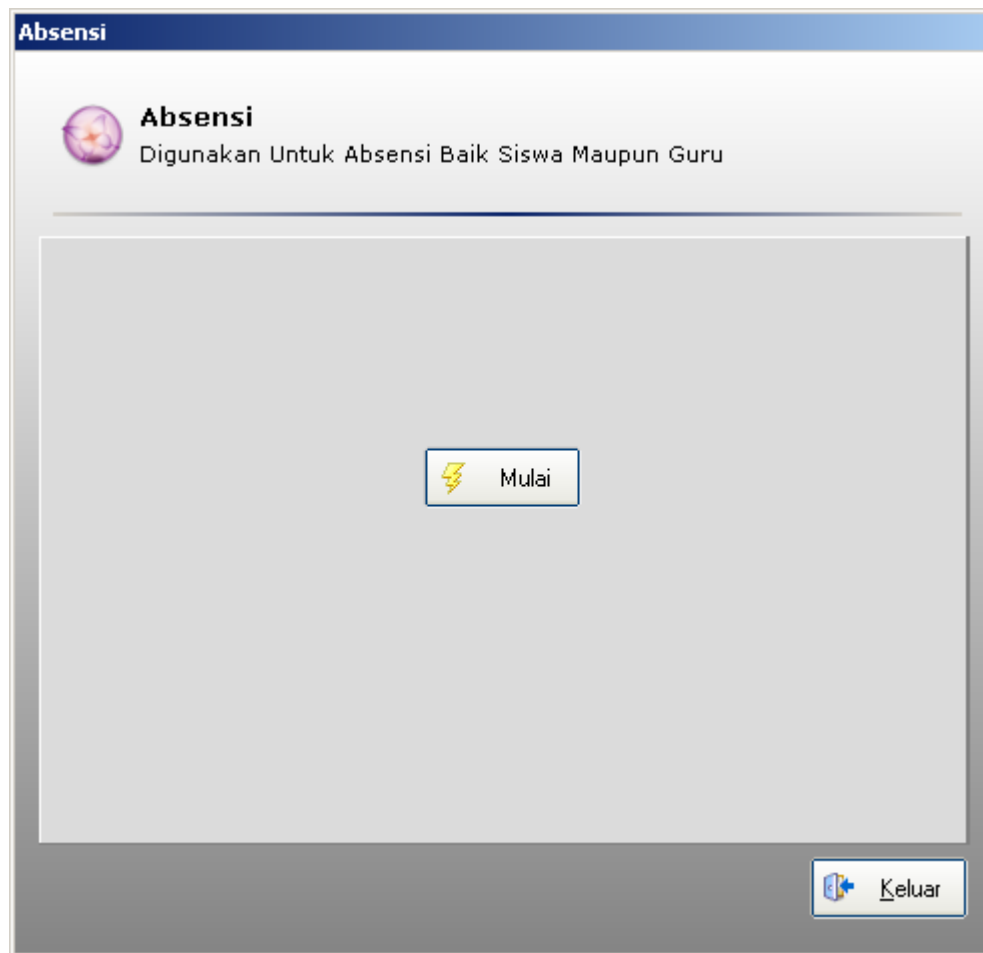 Absensi
Absensi
Digunakan Untuk Absensi Baik Siswa Maupun Guru
Mulai
Keluar